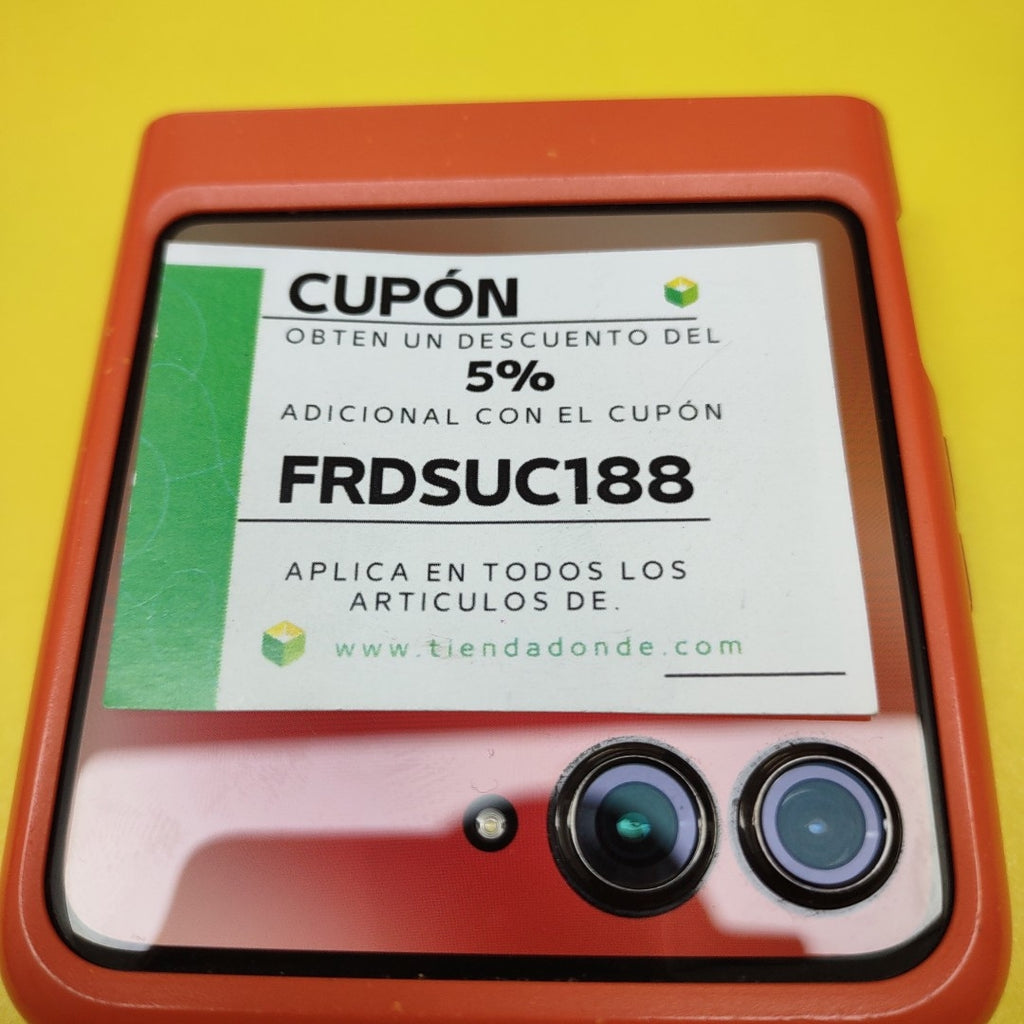 CUPÓN
OBTEN UN DESCUENTO DEL
5%
ADICIONAL CON EL CUPÓN
FRDSUC188
APLICA EN TODOS LOS
ARTICULOS DE.
www.tiendadonde.com